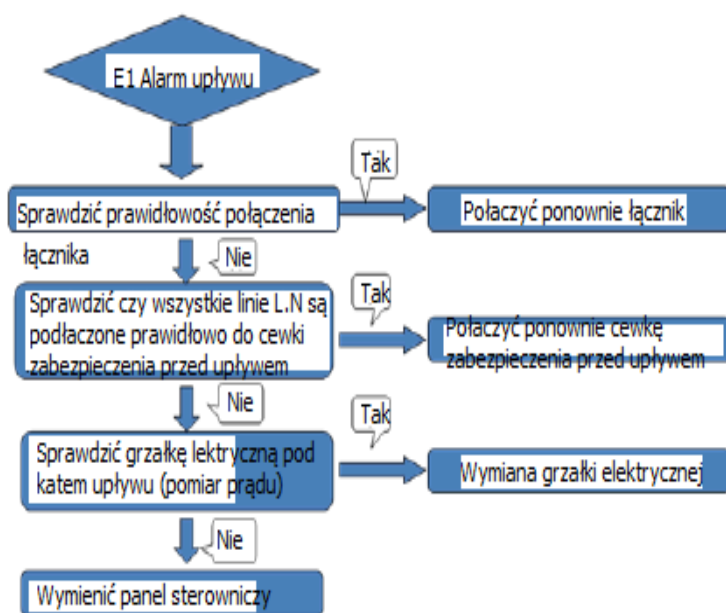 E1 Alarm upływu
Tak
Sprawdzić prawidłowość połączenia
łącznika
Połaczyć ponownie łącznik
Nie
Sprawdzić czy wszystkie linie L.N są
podłaczone prawidłowo do cewki
zabezpieczenia przed upływem
Tak
Połaczyć ponownie cewkę
zabezpieczenia przed upływem
Nie
Sprawdzić grzałkę lektryczną pod
katem upływu (pomiar prądu)
Tak
Wymiana grzałki elektrycznej
Nie
Wymienić panel sterowniczy